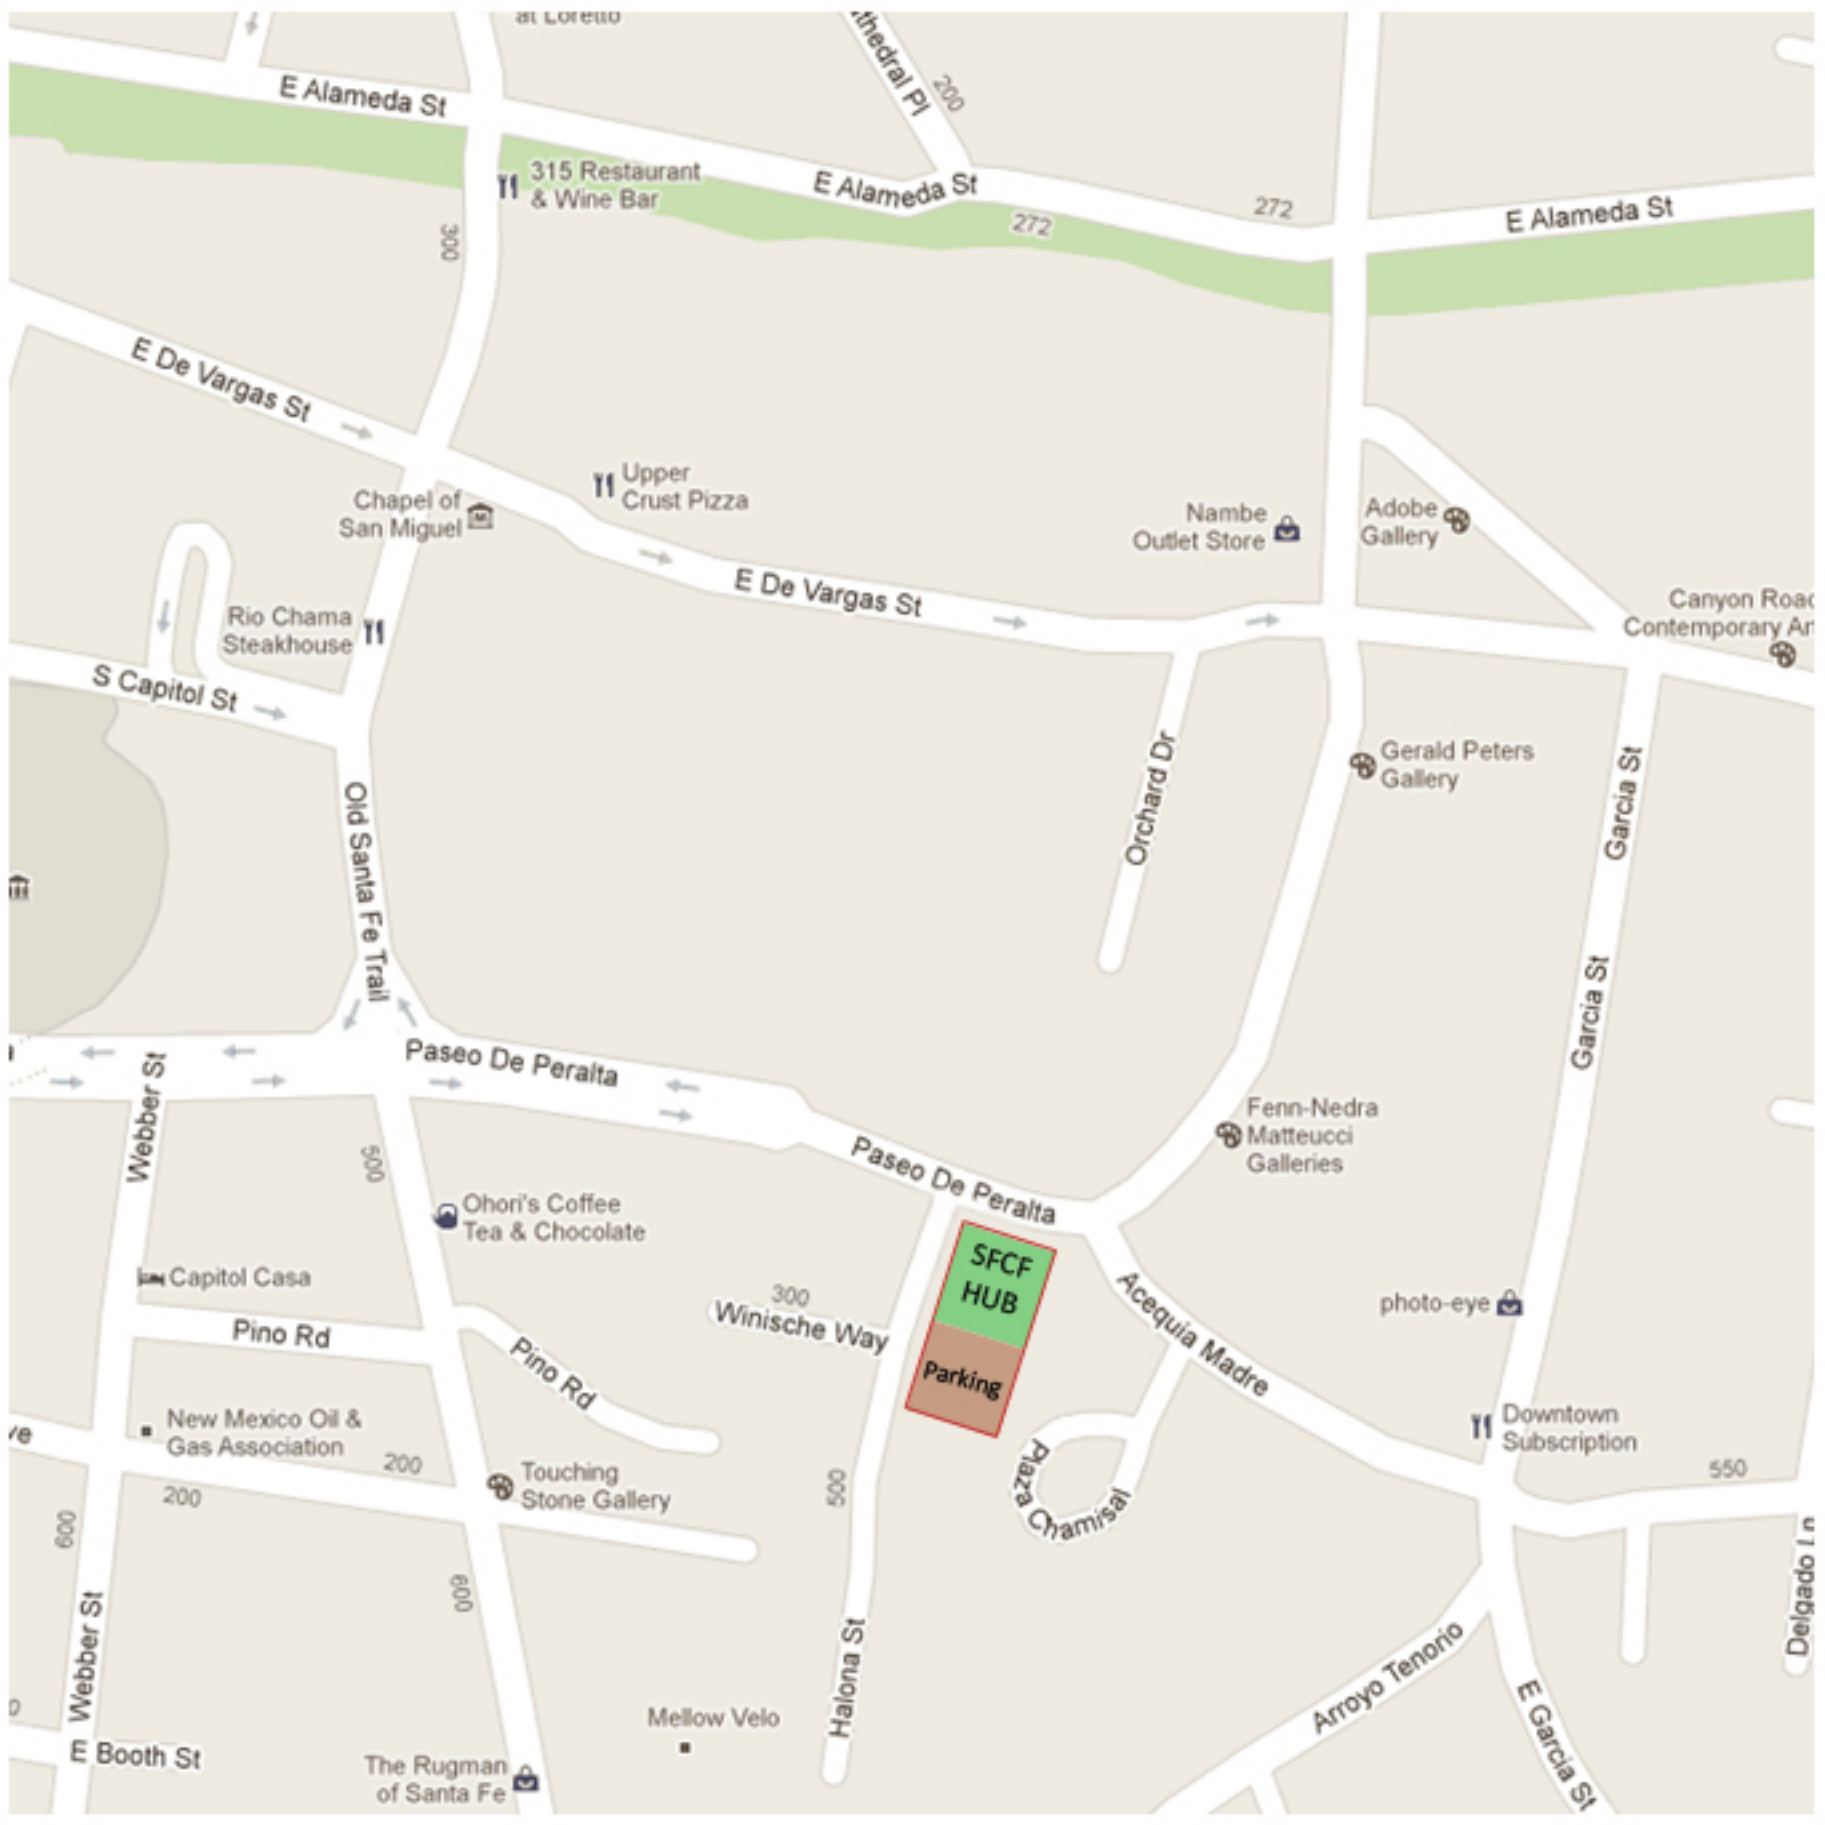 at Loretto
thedral Pl
200
E Alameda St
315 Restaurant
& Wine Bar
E Alameda St
272
272
E Alameda St
300
E De Vargas St
Upper
Crust Pizza
Chapel of
San Miguel
Nambe
Outlet Store
Adobe
Gallery
E De Vargas St
Canyon Road
Contemporary Ar
Rio Chama
Steakhouse
S Capitol St
Orchard Dr
Gerald Peters
Gallery
Garcia St
Old Santa Fe Trail
Garcia St
Paseo De Peralta
Webber St
Fenn-Nedra
Matteucci
Galleries
Paseo De Peralta
500
Ohori's Coffee
Tea & Chocolate
SFCF
HUB
Capitol Casa
300
Winische Way
Acequia Madre
photo-eye
Pino Rd
Pino Rd
Parking
New Mexico Oil &
Gas Association
ve
200
200
Downtown
Subscription
Touching
Stone Gallery
500
Plaza Chamisal
550
600
600
Webber St
Halona St
Arroyo Tenorio
Delgado Ln
E Garcia St
Mellow Velo
m Booth St
The Rugman
of Santa Fe